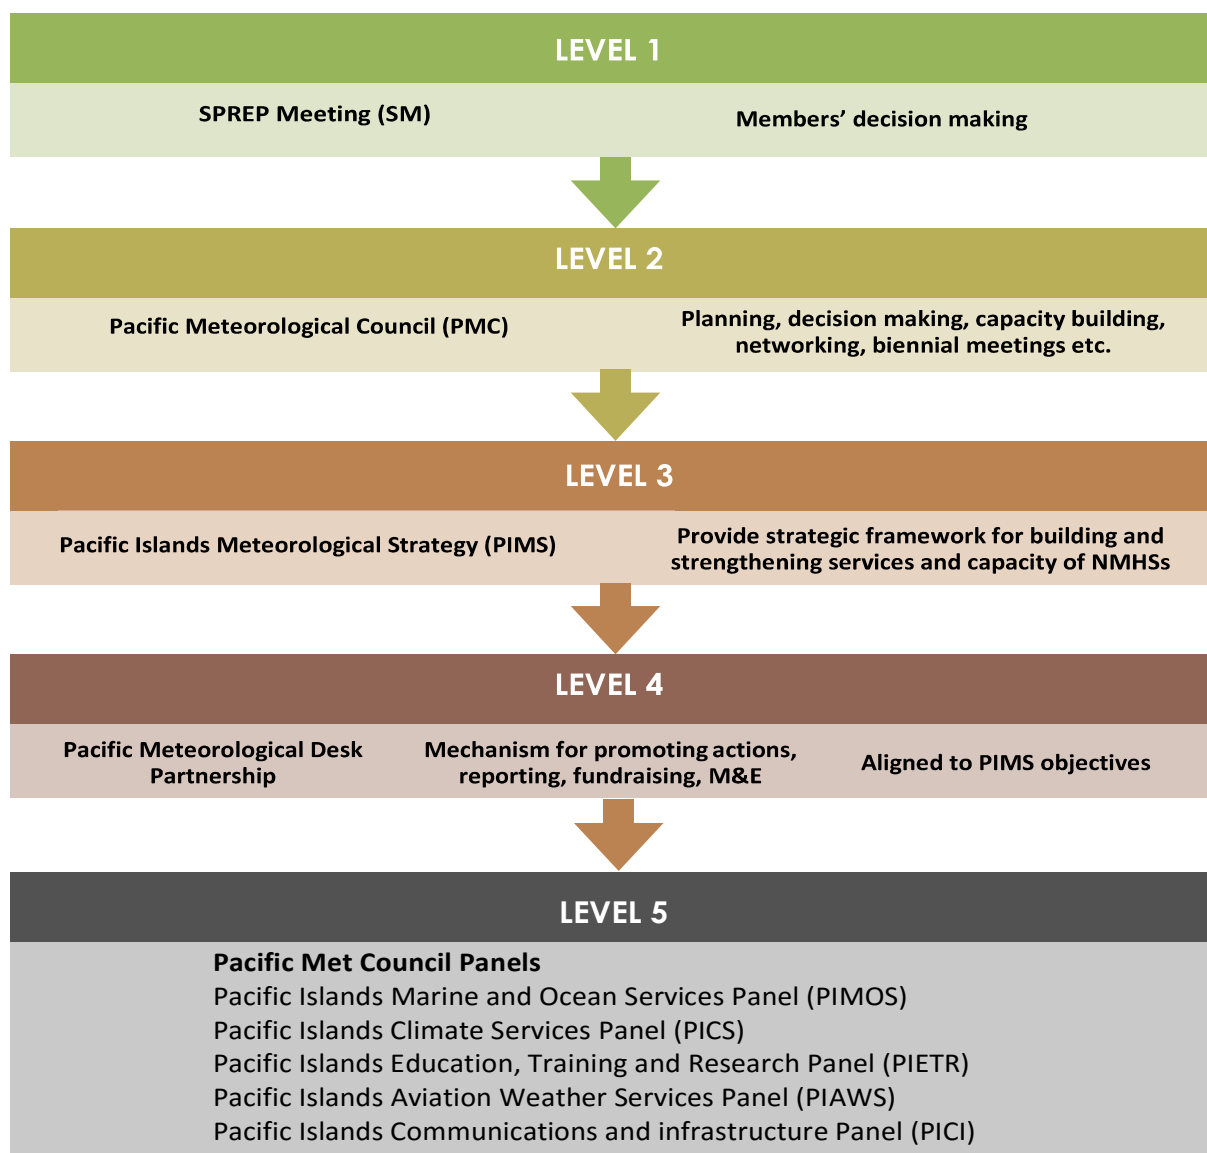 LEVEL 1
SPREP Meeting (SM)
Members’ decision making
LEVEL 2
Pacific Meteorological Council (PMC)
Planning, decision making, capacity building,
networking, biennial meetings etc.
LEVEL 3
Pacific Islands Meteorological Strategy (PIMS)
Provide strategic framework for building and
strengthening services and capacity of NMHSs
LEVEL 4
Pacific Meteorological Desk
Partnership
Mechanism for promoting actions,
reporting, fundraising, M&E
Aligned to PIMS objectives
LEVEL 5
Pacific Met Council Panels
Pacific Islands Marine and Ocean Services Panel (PIMOS)
Pacific Islands Climate Services Panel (PICS)
Pacific Islands Education, Training and Research Panel (PIETR)
Pacific Islands Aviation Weather Services Panel (PIAWS)
Pacific Islands Communications and infrastructure Panel (PICI)